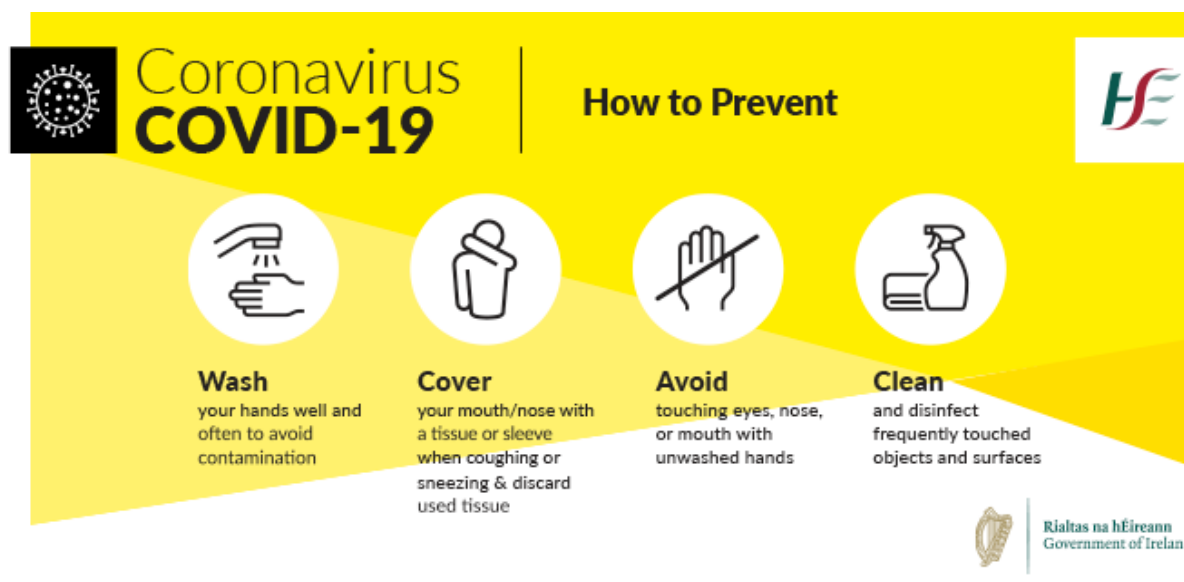 Coronavirus
COVID-19
How to Prevent
HSE
Wash
your hands well and
often to avoid
contamination
Cover
your mouth/nose with
a tissue or sleeve
when coughing or
sneezing & discard
used tissue
Avoid
touching eyes, nose,
or mouth with
unwashed hands
Clean
and disinfect
frequently touched
objects and surfaces
Rialtas na hÉireann
Government of Irelan